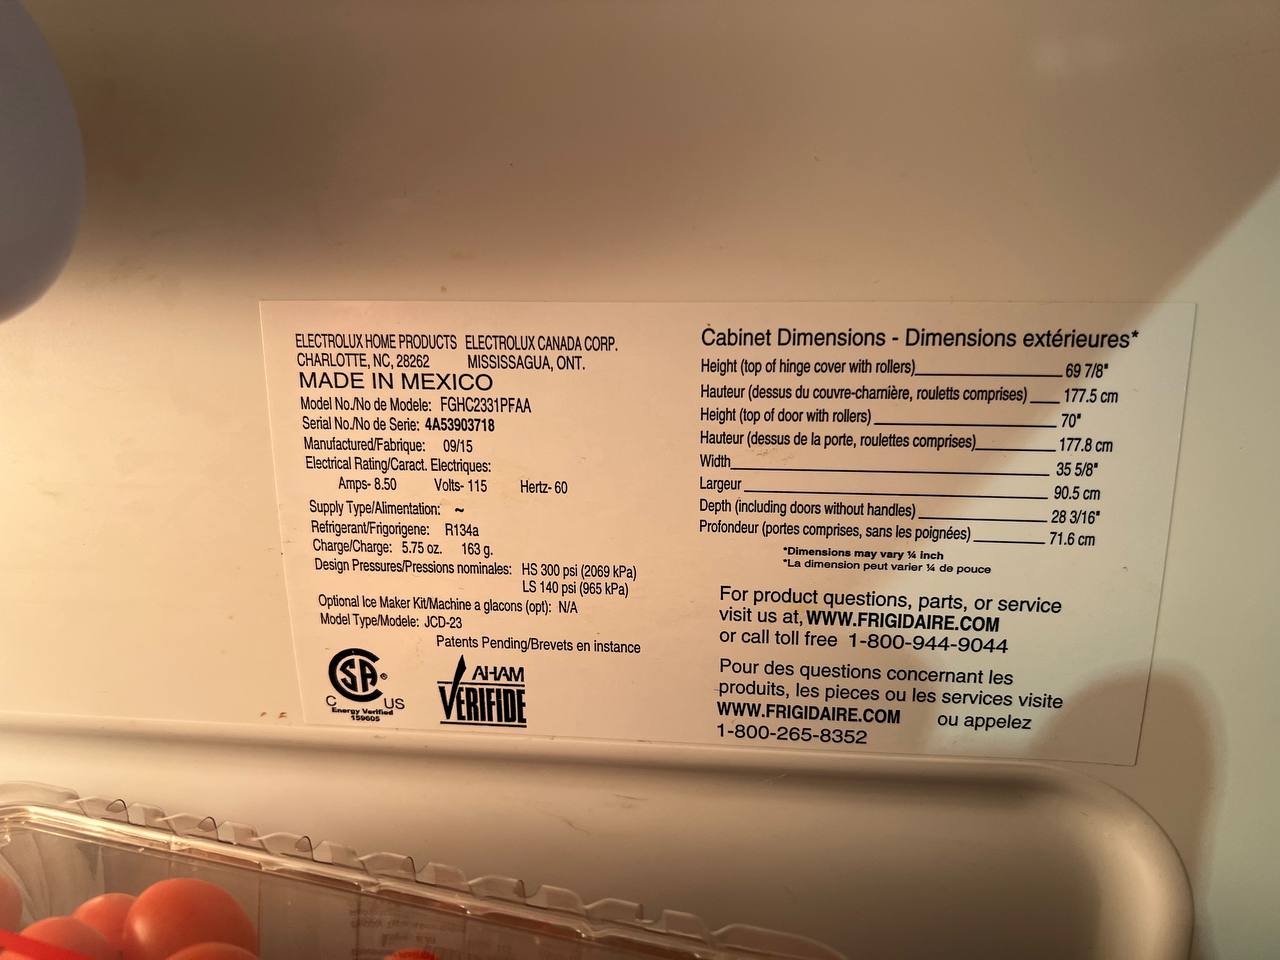 ELECTROLUX HOME PRODUCTS ELECTROLUX CANADA CORP.
CHARLOTTE, NC, 28262 MISSISSAGUA, ONT.
MADE IN MEXICO
Model No./No de Modele: FGHC2331PFAA
Serial No./No de Serie: 4A53903718
Manufactured/Fabrique: 09/15
Electrical Rating/Caract. Electriques:
Amps- 8.50 Volts- 115 Hertz- 60
Supply Type/Alimentation: ~
Refrigerant/Frigorigene: R134a
Charge/Charge: 5.75 oz. 163 g.
Design Pressures/Pressions nominales: HS 300 psi (2069 kPa)
LS 140 psi (965 kPa)
Optional Ice Maker Kit/Machine a glacons (opt): N/A
Model Type/Modele: JCD-23
Patents Pending/Brevets en instance
SA®
C US
Energy Verified
159605
AHAM
VERIFIDE
Cabinet Dimensions - Dimensions extérieures*
Height (top of hinge cover with rollers) 69 7/8"
Hauteur (dessus du couvre-charnière, rouletts comprises) 177.5 cm
Height (top of door with rollers) 70"
Hauteur (dessus de la porte, roulettes comprises) 177.8 cm
Width 35 5/8"
Largeur 90.5 cm
Depth (including doors without handles) 28 3/16"
Profondeur (portes comprises, sans les poignées) 71.6 cm
*Dimensions may vary ¼ inch
*La dimension peut varier ¼ de pouce
For product questions, parts, or service
visit us at, WWW.FRIGIDAIRE.COM
or call toll free 1-800-944-9044
Pour des questions concernant les
produits, les pieces ou les services visite
WWW.FRIGIDAIRE.COM ou appelez
1-800-265-8352